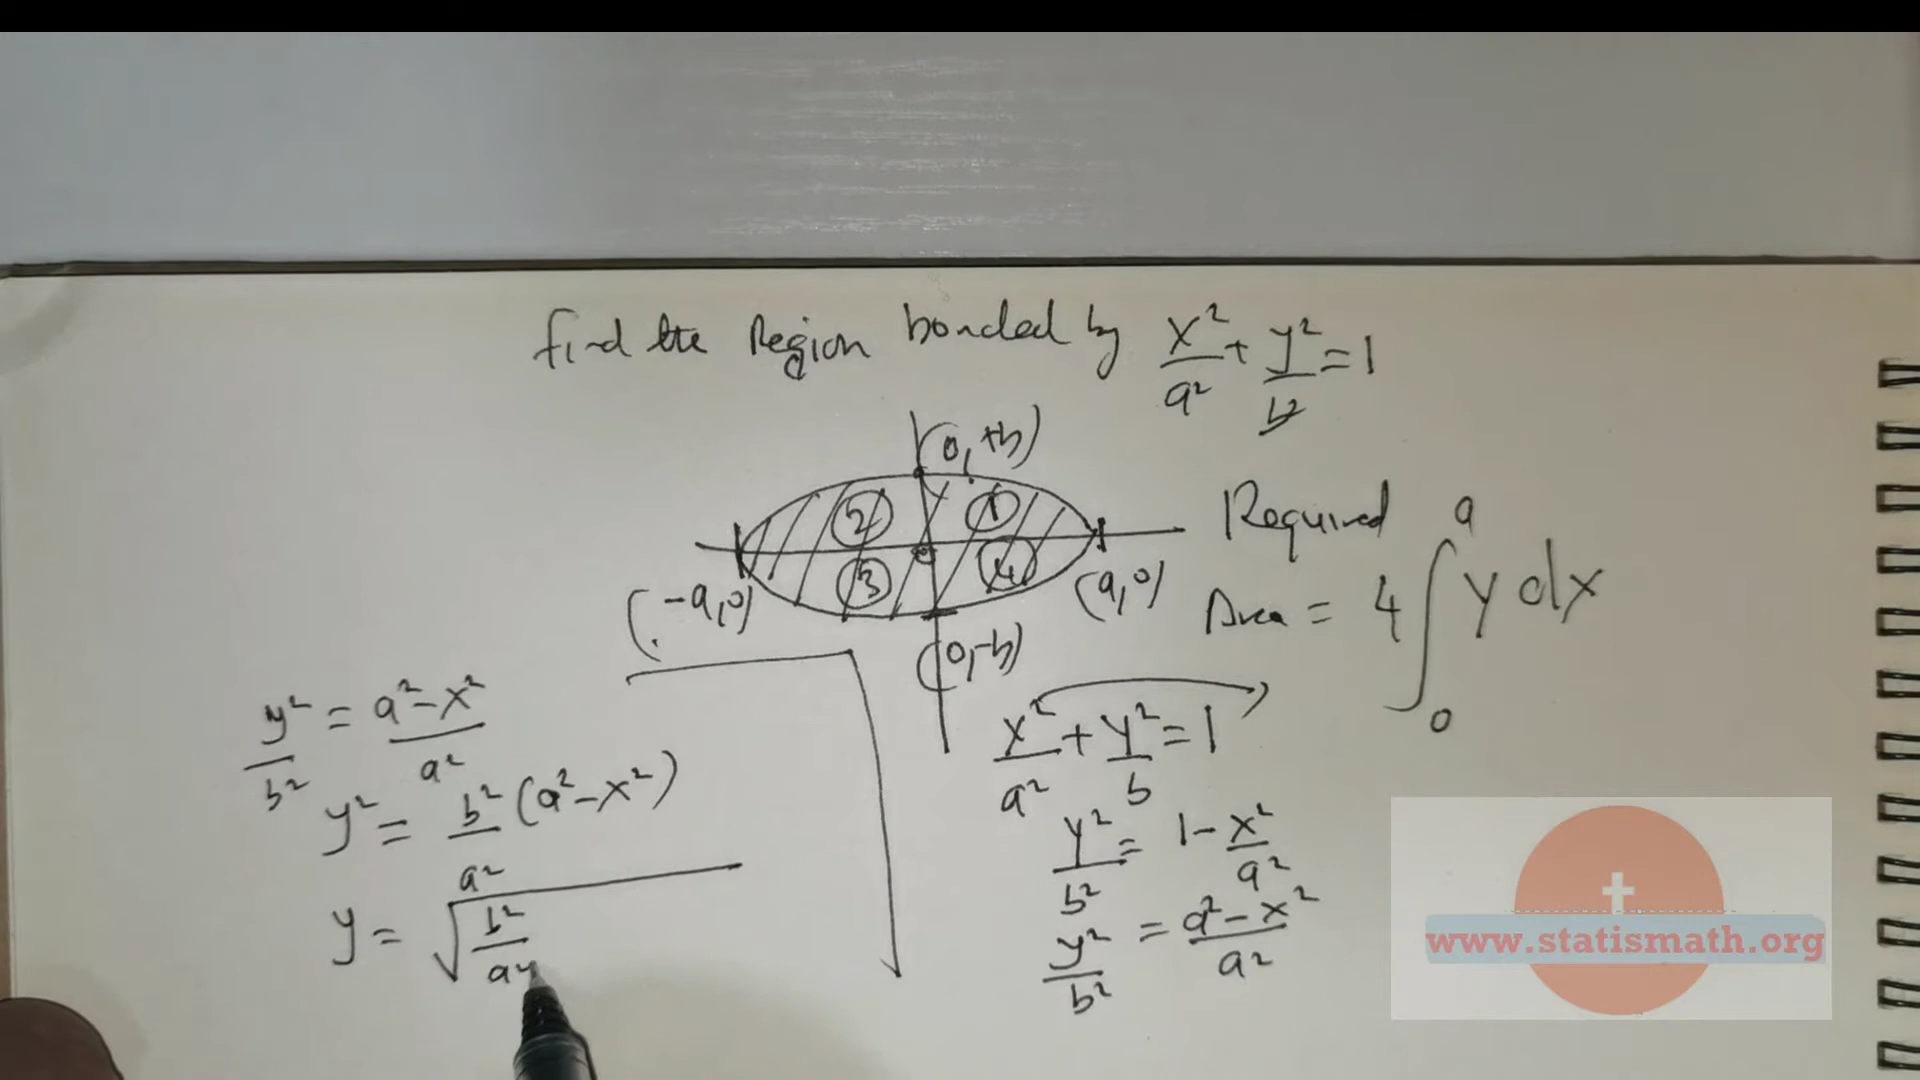 find the Region bonded by x²/a² + y²/b² = 1
(0, +b)
2 1
3 4
(-a, 0)
(a, 0)
(0, -b)
Required
Area = 4 ∫₀ᵃ y dx
x²/a² + y²/b = 1
y²/b² = 1 - x²/a²
y²/b² = a² - x²/a²
y²/b² = a² - x²/a²
y² = b²/a² (a² - x²)
y = √b²/a²
www.statismath.org